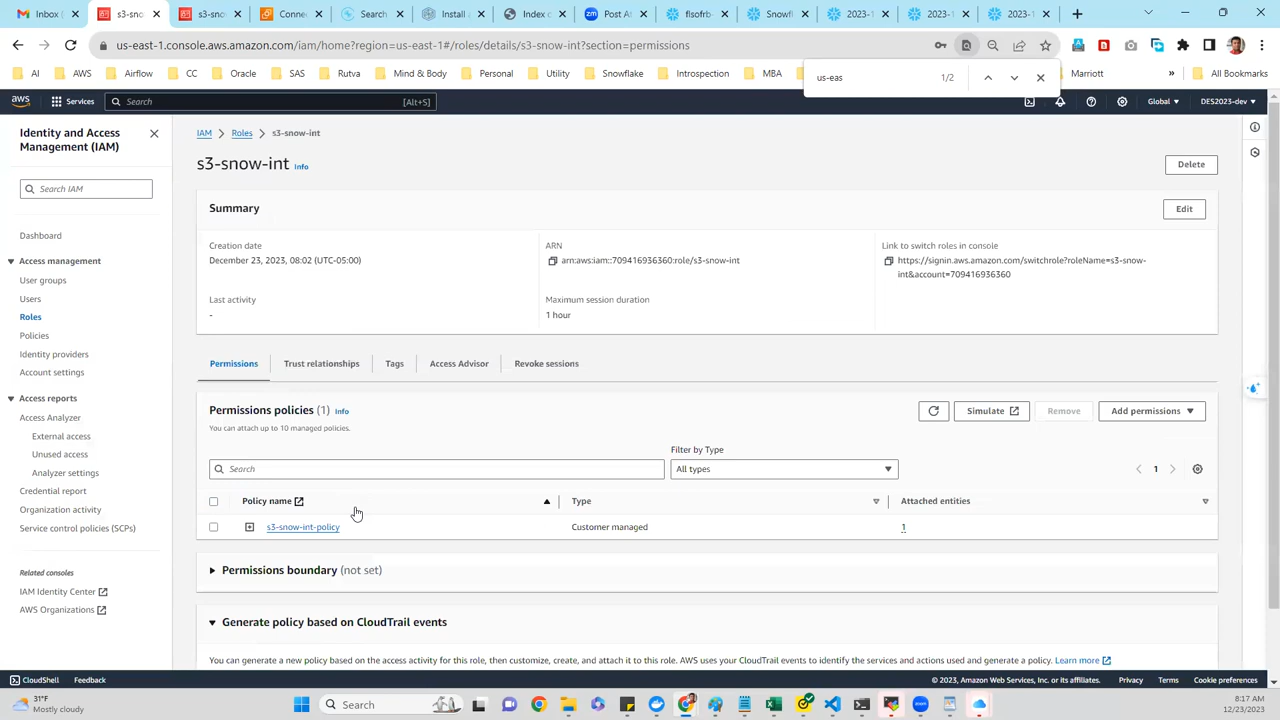 s3-sno
s3-snow
Connec
Search
Install (
Index o
Post At
flsofrb-
Snowfl
2023-
2023-1
2023-1
us-east-1.console.aws.amazon.com/iam/home?region=us-east-1#/roles/details/s3-snow-int?section=permissions
AI
AWS
Airflow
CC
Oracle
SAS
Rutva
Mind & Body
Personal
Utility
Snowflake
Introspection
MBA
Marriott
»
All Bookmarks
us-eas
1/2
aws
Services
Search
[Alt+S]
Global
DES2023-dev
Identity and Access
Management (IAM)
Search IAM
Dashboard
Access management
User groups
Users
Roles
Policies
Identity providers
Account settings
Access reports
Access Analyzer
External access
Unused access
Analyzer settings
Credential report
Organization activity
Service control policies (SCPs)
Related consoles
IAM Identity Center
AWS Organizations
IAM > Roles > s3-snow-int
s3-snow-int Info
Delete
Summary
Edit
Creation date
December 23, 2023, 08:02 (UTC-05:00)
ARN
arn:aws:iam::709416936360:role/s3-snow-int
Link to switch roles in console
https://signin.aws.amazon.com/switchrole?roleName=s3-snow-
int&account=709416936360
Last activity
-
Maximum session duration
1 hour
Permissions
Trust relationships
Tags
Access Advisor
Revoke sessions
Permissions policies (1) Info
You can attach up to 10 managed policies.
Simulate
Remove
Add permissions
Filter by Type
Search
All types
1
Policy name
Type
Attached entities
s3-snow-int-policy
Customer managed
1
Permissions boundary (not set)
Generate policy based on CloudTrail events
You can generate a new policy based on the access activity for this role, then customize, create, and attach it to this role. AWS uses your CloudTrail events to identify the services and actions used and generate a policy. Learn more
CloudShell
Feedback
© 2023, Amazon Web Services, Inc. or its affiliates.
Privacy
Terms
Cookie preferences
31°F
Mostly cloudy
Search
8:17 AM
12/23/2023